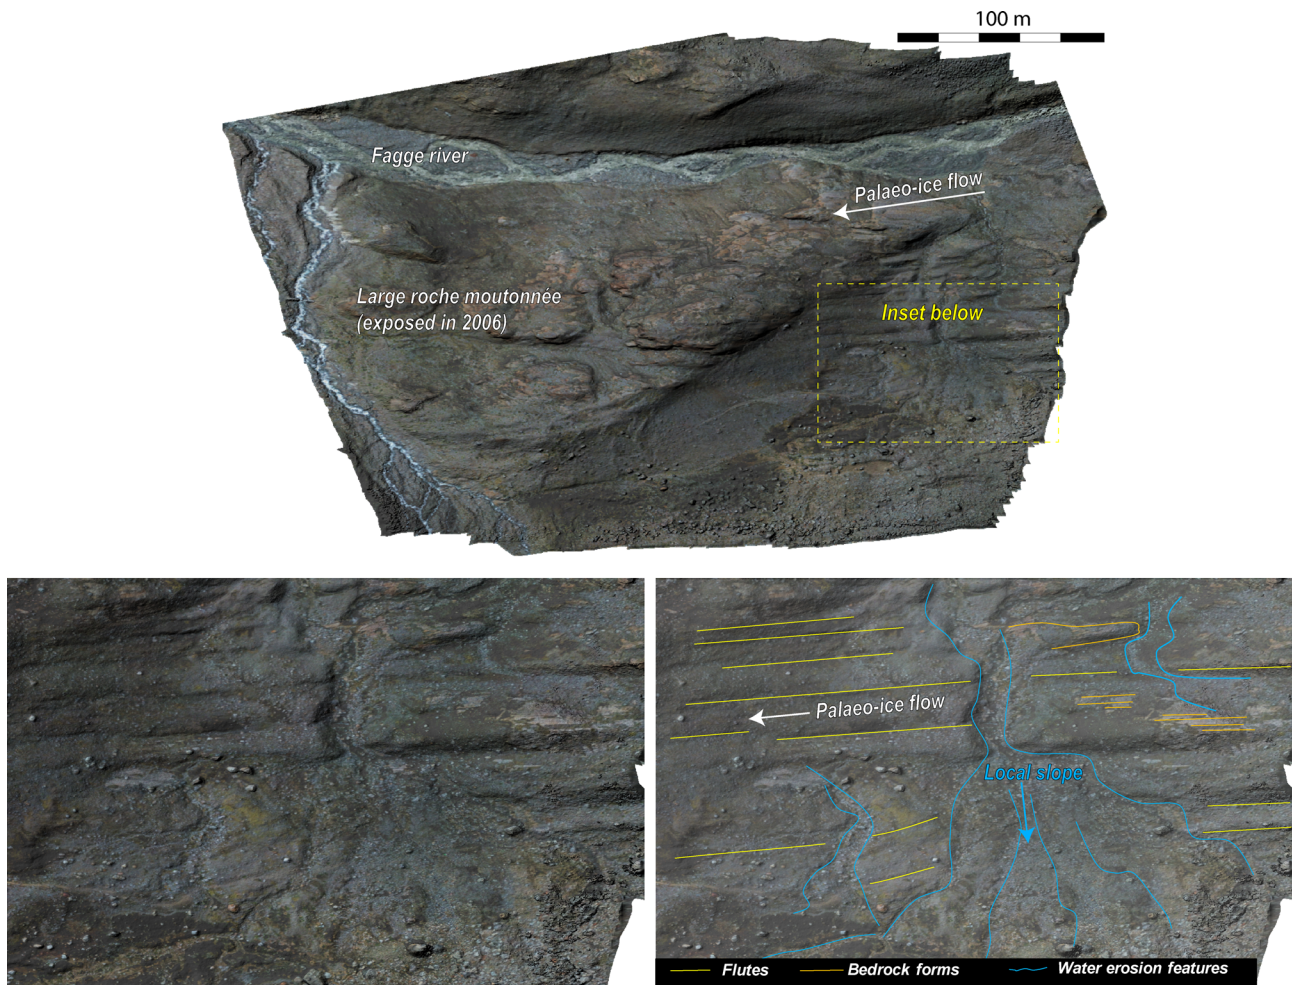 100 m
Fagge river
Palaeo-ice flow
Large roche moutonnée
(exposed in 2006)
Inset below
Palaeo-ice flow
Local slope
Flutes
Bedrock forms
Water erosion features